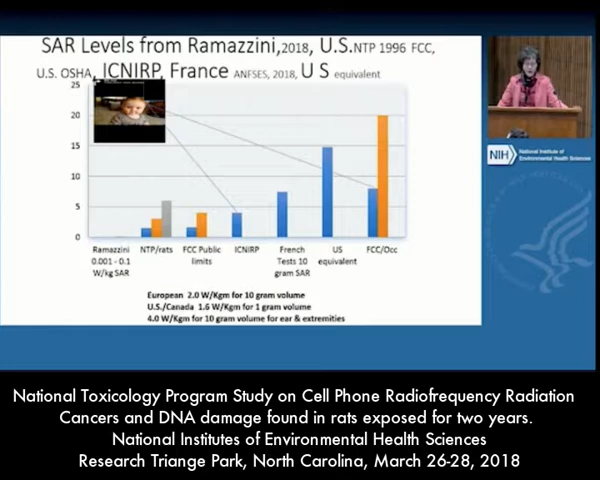 SAR Levels from Ramazzini,2018, U.S.NTP 1996 FCC,
U.S. OSHA, ICNIRP, France ANFSES, 2018, U S equivalent
25
20
15
10
5
0
Ramazzini
0.001 - 0.1
W/kg SAR
NTP/rats
FCC Public
limits
ICNIRP
French
Tests 10
gram SAR
US
equivalent
FCC/Occ
European 2.0 W/Kgm for 10 gram volume
U.S./Canada 1.6 W/Kgm for 1 gram volume
4.0 W/Kgm for 10 gram volume for ear & extremities
NIH
National Institute of
Environmental Health Sciences
National Toxicology Program Study on Cell Phone Radiofrequency Radiation
Cancers and DNA damage found in rats exposed for two years.
National Institutes of Environmental Health Sciences
Research Triange Park, North Carolina, March 26-28, 2018